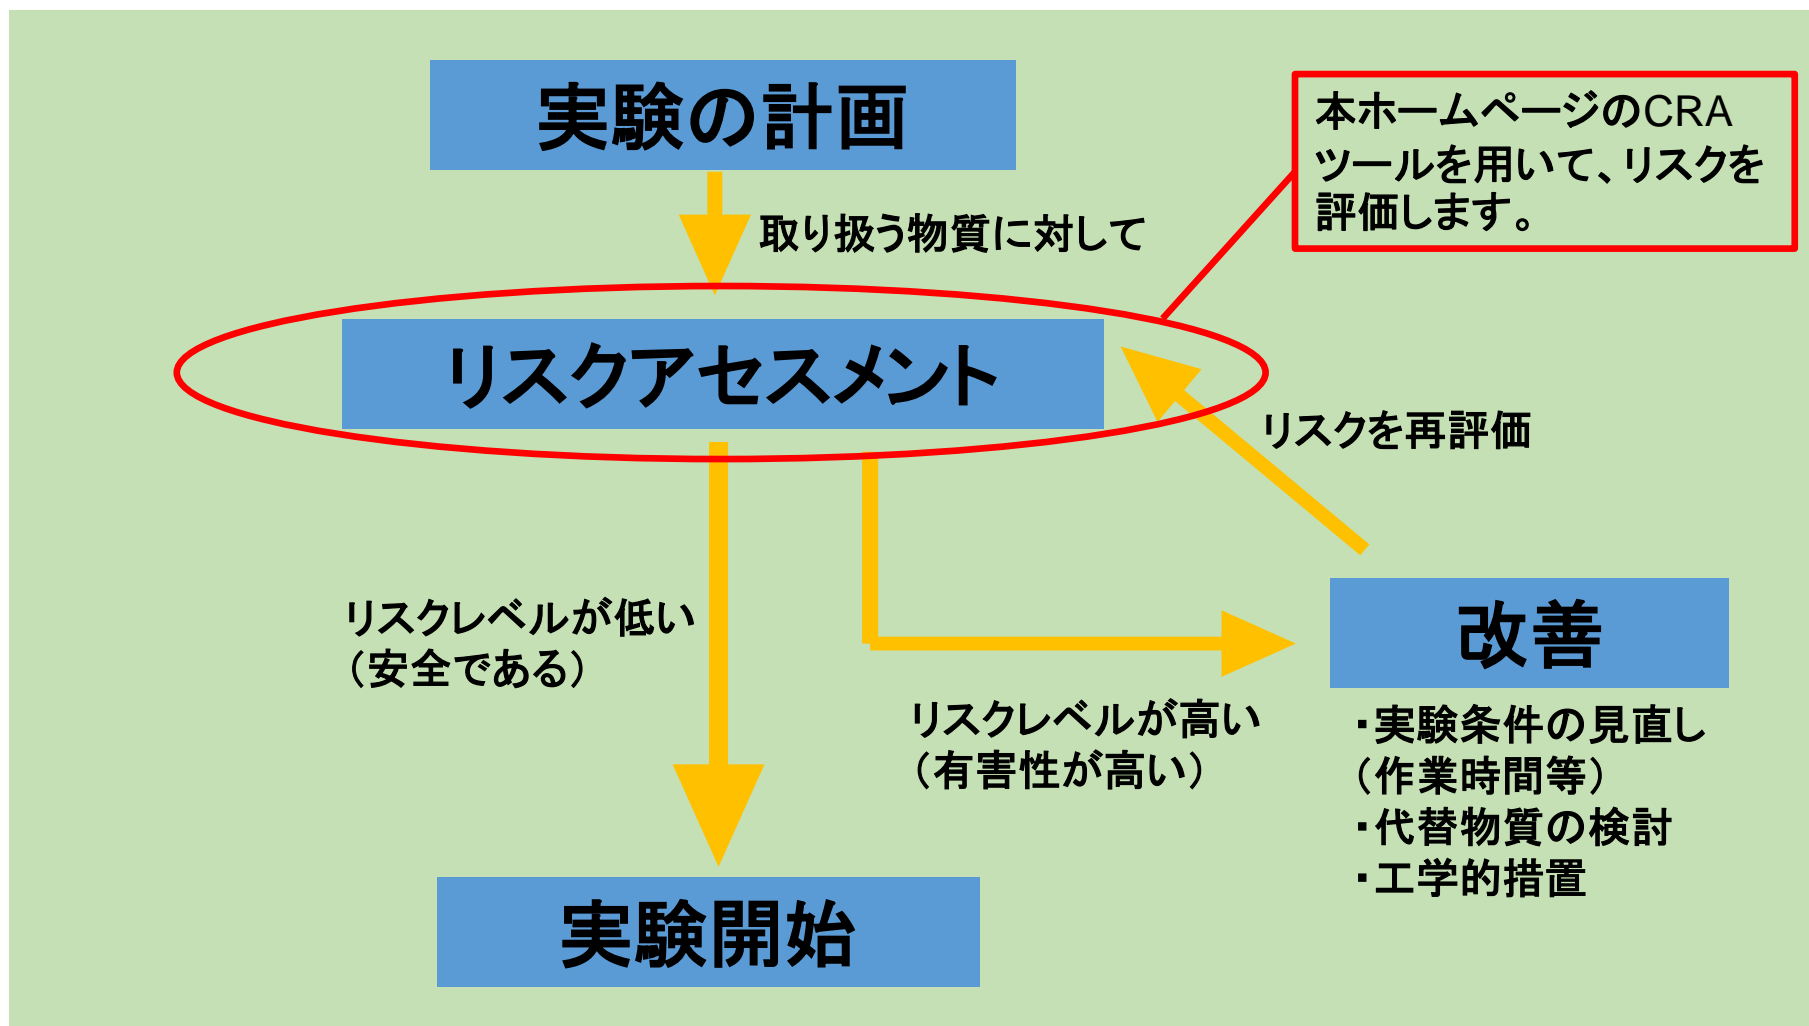 実験の計画
本ホームページのCRA
ツールを用いて、リスクを
評価します。
取り扱う物質に対して
リスクアセスメント
リスクを再評価
リスクレベルが低い
（安全である）
リスクレベルが高い
（有害性が高い）
改善
・実験条件の見直し
（作業時間等）
・代替物質の検討
・工学的措置
実験開始